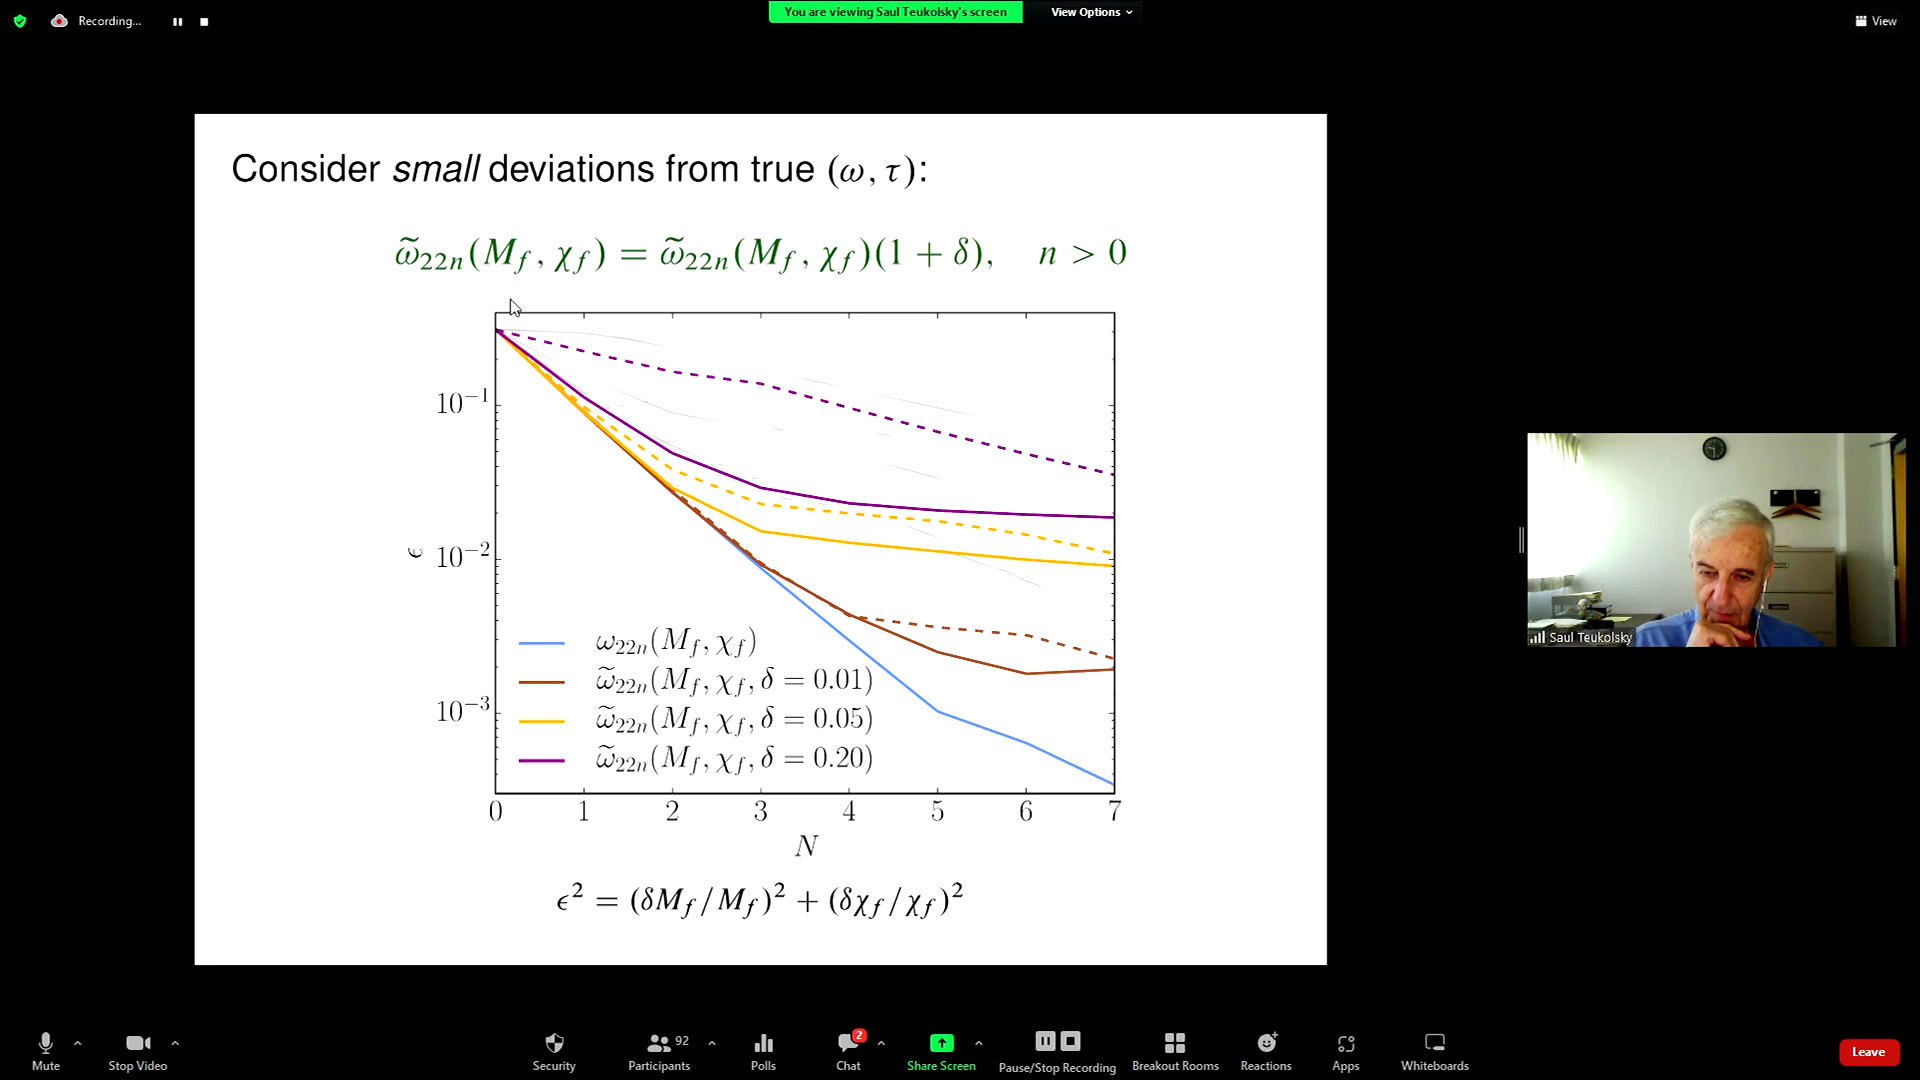 Recording...
You are viewing Saul Teukolsky's screen
View Options
View
Consider small deviations from true (ω, τ):
ω̃₂₂ₙ(M_f, χ_f) = ω̃₂₂ₙ(M_f, χ_f)(1 + δ), n > 0
10⁻¹
10⁻²
10⁻³
ϵ
ω₂₂ₙ(M_f, χ_f)
ω̃₂₂ₙ(M_f, χ_f, δ = 0.01)
ω̃₂₂ₙ(M_f, χ_f, δ = 0.05)
ω̃₂₂ₙ(M_f, χ_f, δ = 0.20)
0 1 2 3 4 5 6 7
N
ϵ² = (δM_f/M_f)² + (δχ_f/χ_f)²
Saul Teukolsky
Mute
Stop Video
Security
Participants 92
Polls
Chat 2
Share Screen
Pause/Stop Recording
Breakout Rooms
Reactions
Apps
Whiteboards
Leave